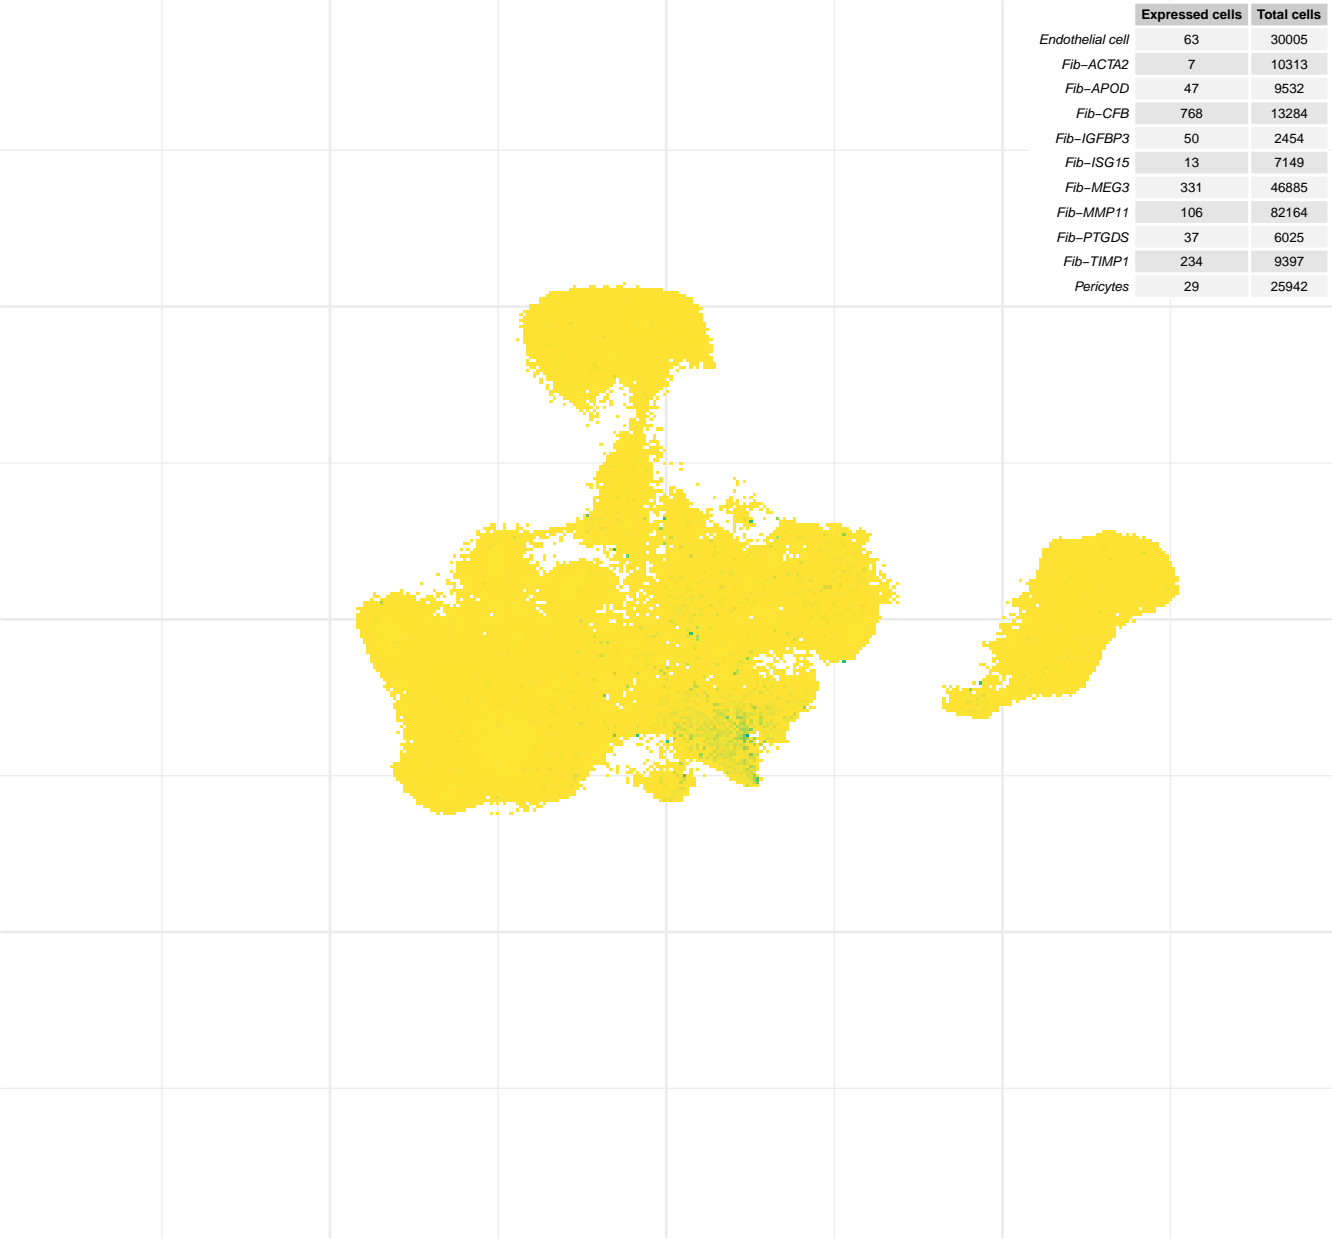 Expressed cells Total cells
Endothelial cell 63 30005
Fib−ACTA2 7 10313
Fib−APOD 47 9532
Fib−CFB 768 13284
Fib−IGFBP3 50 2454
Fib−ISG15 13 7149
Fib−MEG3 331 46885
Fib−MMP11 106 82164
Fib−PTGDS 37 6025
Fib−TIMP1 234 9397
Pericytes 29 25942